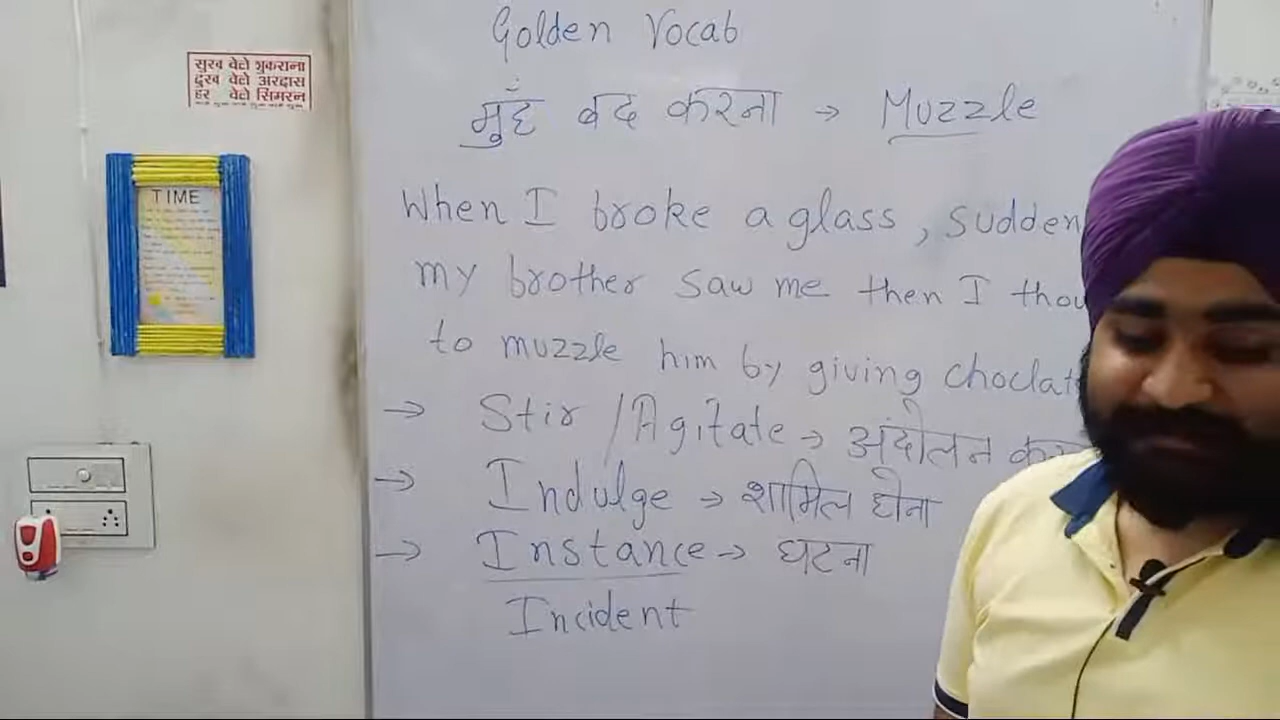 Golden Vocab
सुख वेले शुकराना
दुख वेले अरदास
हर वेले सिमरन
मुहं बंद करना → Muzzle
TIME
When I broke a glass, sudden
my brother saw me then I thou
to muzzle him by giving choclat
→ Stir / Agitate → अंदोलन कर
→ Indulge → शामिल होना
→ Instance → घटना
Incident